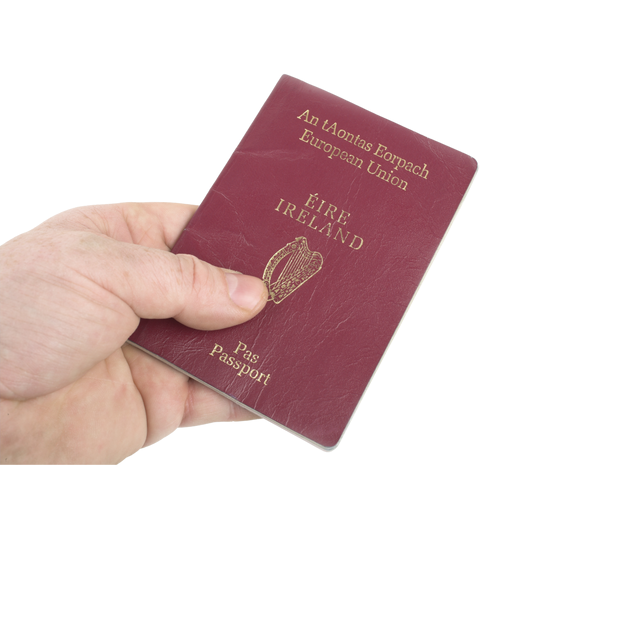 An tAontas Eorpach
European Union
ÉIRE
IRELAND
Pas
Passport